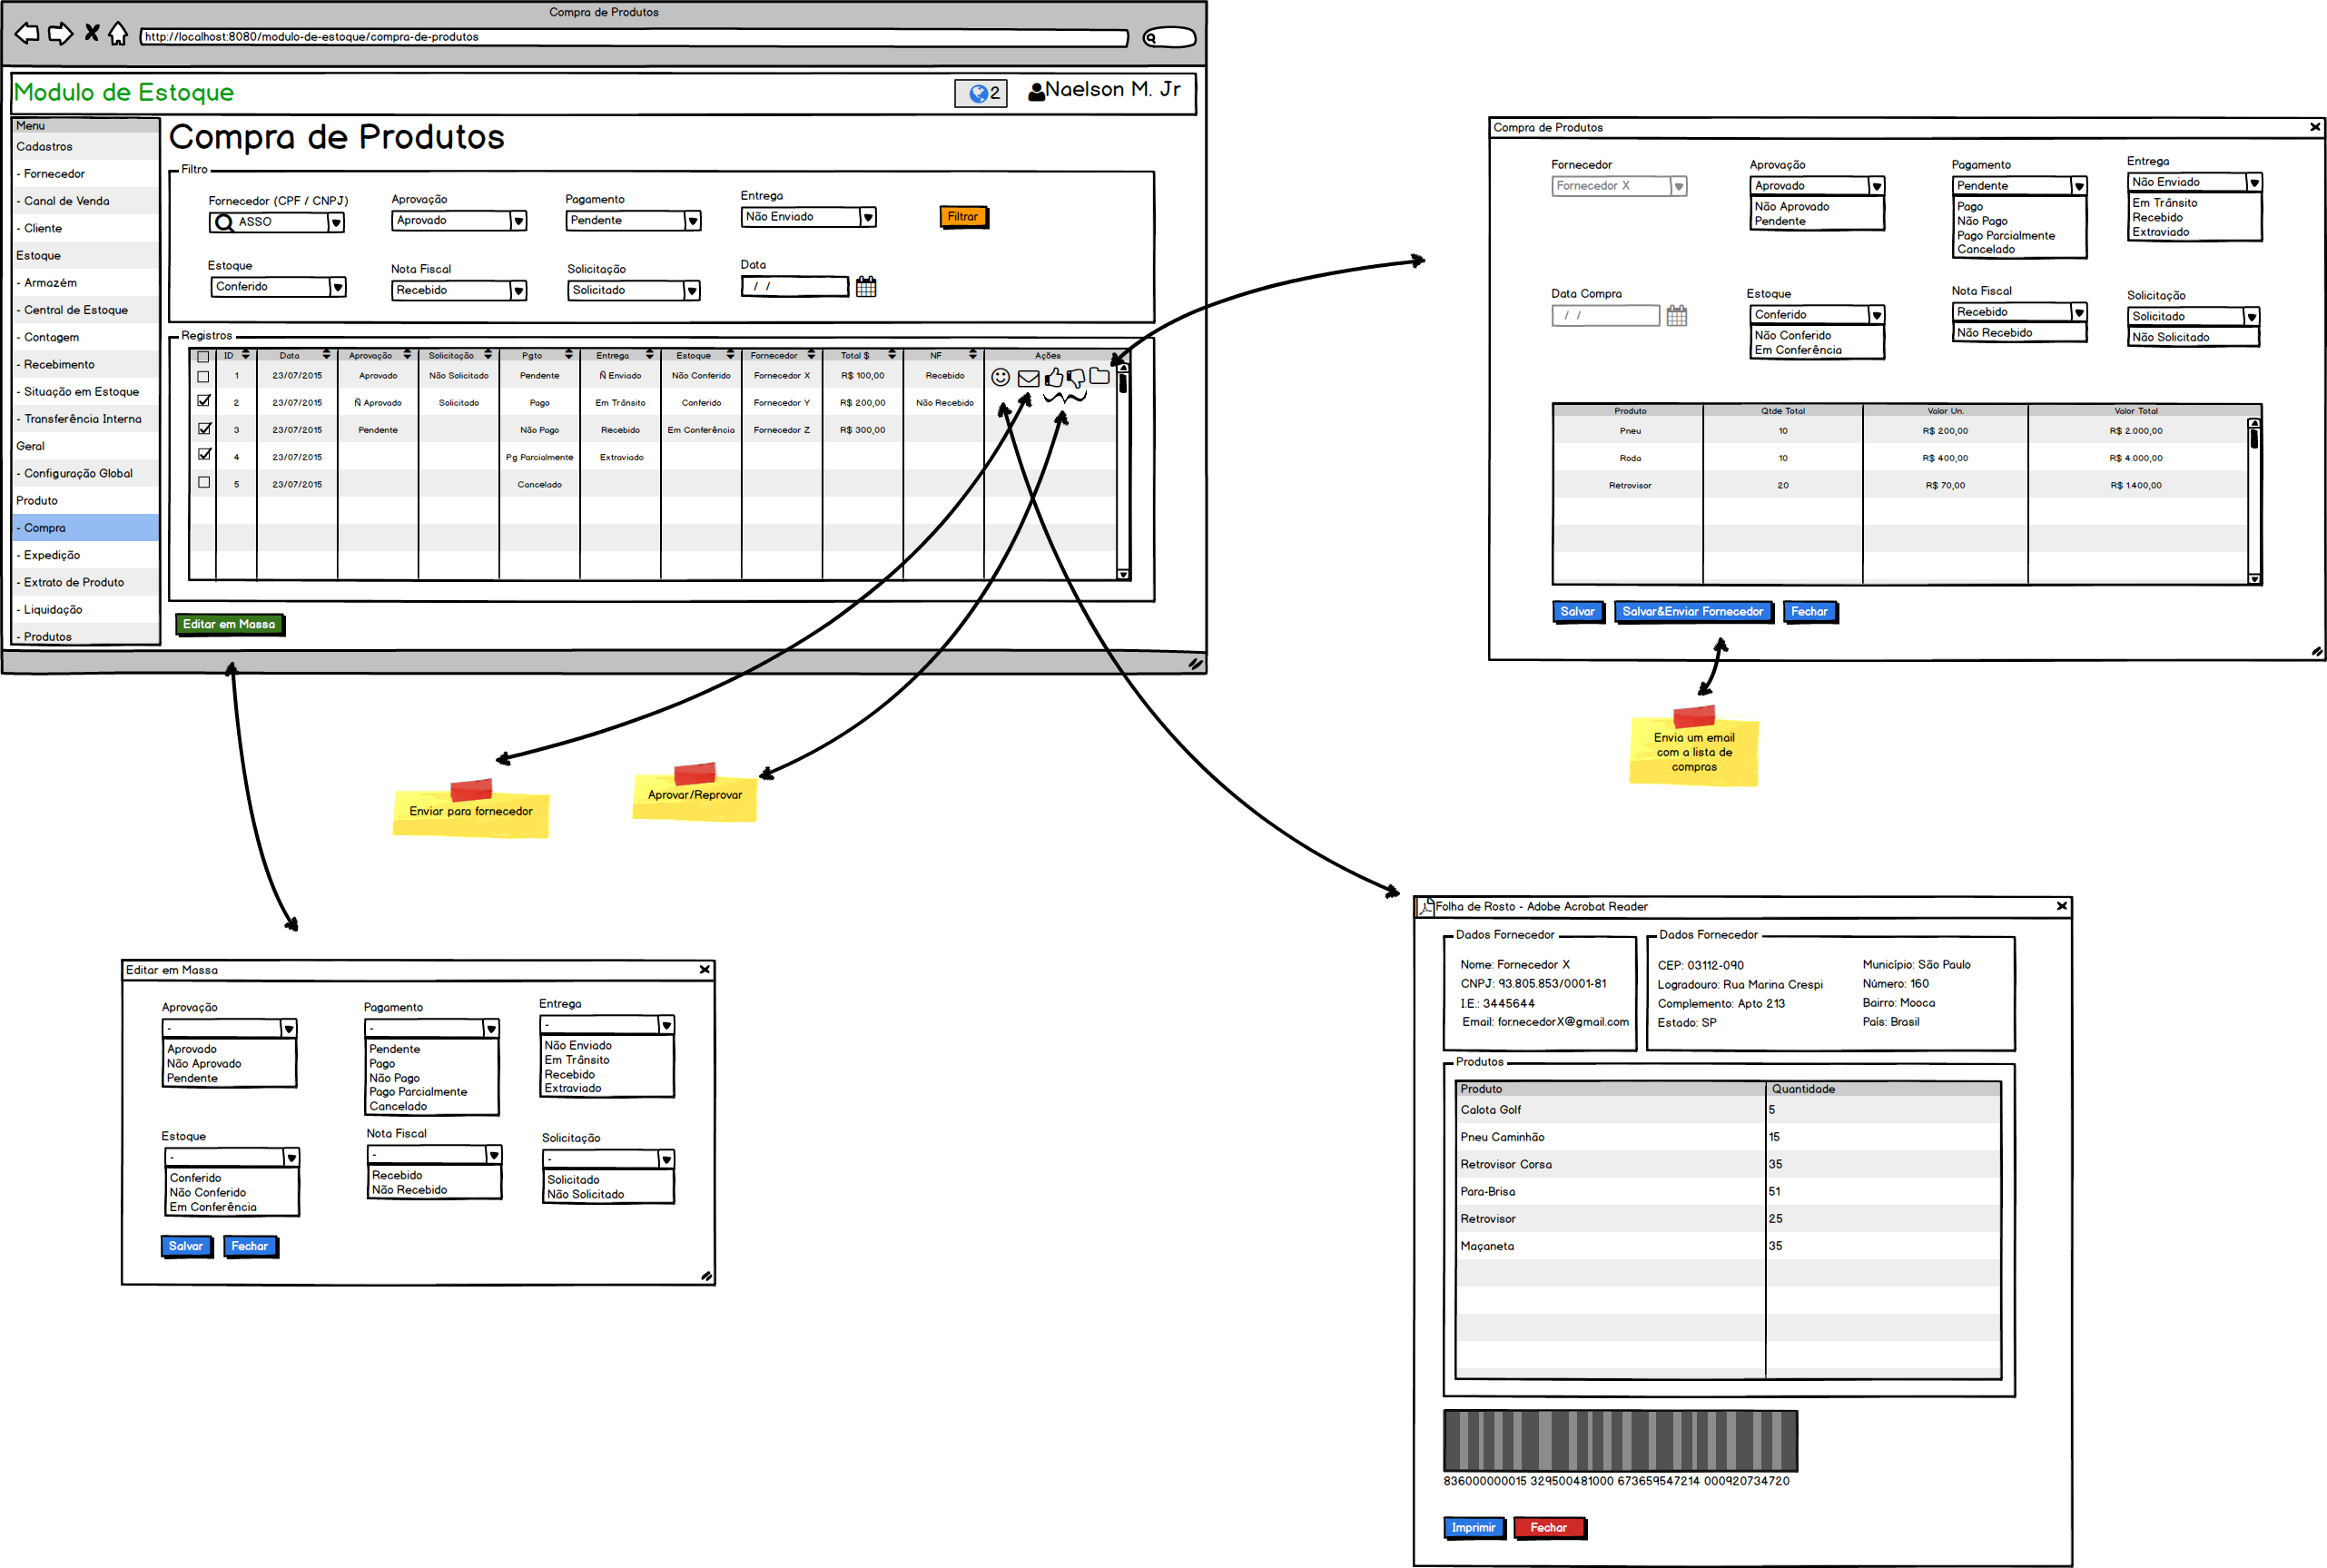 Compra de Produtos
http://localhost:8080/modulo-de-estoque/compra-de-produtos
Modulo de Estoque
2
Naelson M. Jr
Menu
Cadastros
- Fornecedor
- Canal de Venda
- Cliente
Estoque
- Armazém
- Central de Estoque
- Contagem
- Recebimento
- Situação em Estoque
- Transferência Interna
Geral
- Configuração Global
Produto
- Compra
- Expedição
- Extrato de Produto
- Liquidação
- Produtos
Compra de Produtos
Filtro
Fornecedor (CPF / CNPJ) Aprovação Pagamento Entrega
ASSO Aprovado Pendente Não Enviado Filtrar
Estoque Nota Fiscal Solicitação Data
Conferido Recebido Solicitado / /
Registros
ID Data Aprovação Solicitação Pgto Entrega Estoque Fornecedor Total $ NF Ações
1 23/07/2015 Aprovado Não Solicitado Pendente Ñ Enviado Não Conferido Fornecedor X R$ 100,00 Recebido
2 23/07/2015 Ñ Aprovado Solicitado Pago Em Trânsito Conferido Fornecedor Y R$ 200,00 Não Recebido
3 23/07/2015 Pendente Não Pago Recebido Em Conferência Fornecedor Z R$ 300,00
4 23/07/2015 Pg Parcialmente Extraviado
5 23/07/2015 Cancelado
Editar em Massa
Compra de Produtos
Fornecedor Aprovação Pagamento Entrega
Fornecedor X Aprovado Pendente Não Enviado
Não Aprovado Pago Em Trânsito
Pendente Não Pago Recebido
Pago Parcialmente Extraviado
Cancelado
Data Compra Estoque Nota Fiscal Solicitação
/ / Conferido Recebido Solicitado
Não Conferido Não Recebido Não Solicitado
Em Conferência
Produto Qtde Total Valor Un. Valor Total
Pneu 10 R$ 200,00 R$ 2.000,00
Roda 10 R$ 400,00 R$ 4.000,00
Retrovisor 20 R$ 70,00 R$ 1.400,00
Salvar Salvar&Enviar Fornecedor Fechar
Envia um email
com a lista de
compras
Enviar para fornecedor
Aprovar/Reprovar
Editar em Massa
Aprovação Pagamento Entrega
- - -
Aprovado Pendente Não Enviado
Não Aprovado Pago Em Trânsito
Pendente Não Pago Recebido
Pago Parcialmente Extraviado
Cancelado
Estoque Nota Fiscal Solicitação
- - -
Conferido Recebido Solicitado
Não Conferido Não Recebido Não Solicitado
Em Conferência
Salvar Fechar
Folha de Rosto - Adobe Acrobat Reader
Dados Fornecedor
Nome: Fornecedor X
CNPJ: 93.805.853/0001-81
I.E.: 3445644
Email: for.necedorX@gmail.com
Dados Fornecedor
CEP: 03112-090 Município: São Paulo
Logradouro: Rua Marina Crespi Número: 160
Complemento: Apto 213 Bairro: Mooca
Estado: SP País: Brasil
Produtos
Produto Quantidade
Calota Golf 5
Pneu Caminhão 15
Retrovisor Corsa 35
Para-Brisa 51
Retrovisor 25
Maçaneta 35
836000000015 329500481000 673659547214 000920734720
Imprimir Fechar